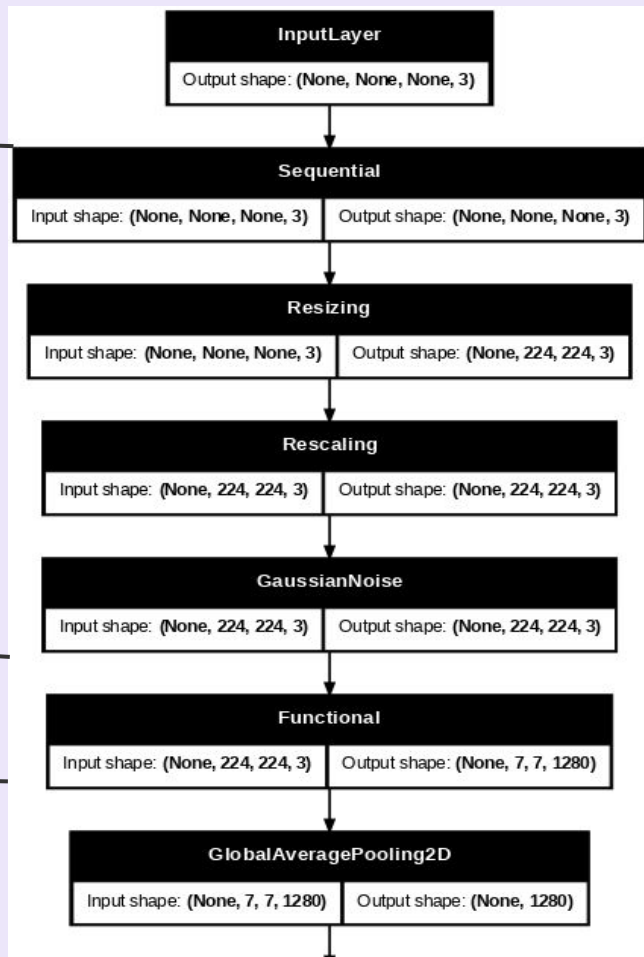 InputLayer
Output shape: (None, None, None, 3)
Sequential
Input shape: (None, None, None, 3) Output shape: (None, None, None, 3)
Resizing
Input shape: (None, None, None, 3) Output shape: (None, 224, 224, 3)
Rescaling
Input shape: (None, 224, 224, 3) Output shape: (None, 224, 224, 3)
GaussianNoise
Input shape: (None, 224, 224, 3) Output shape: (None, 224, 224, 3)
Functional
Input shape: (None, 224, 224, 3) Output shape: (None, 7, 7, 1280)
GlobalAveragePooling2D
Input shape: (None, 7, 7, 1280) Output shape: (None, 1280)